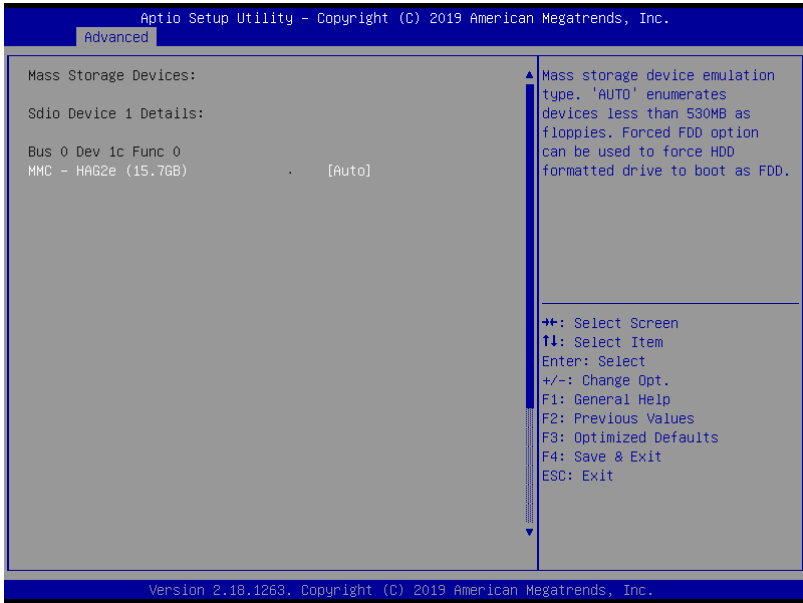 Aptio Setup Utility – Copyright (C) 2019 American Megatrends, Inc.
Advanced
Mass Storage Devices:
Sdio Device 1 Details:
Bus 0 Dev 1c Func 0
MMC – HAG2e (15.7GB) . [Auto]
Mass storage device emulation
type. 'AUTO' enumerates
devices less than 530MB as
floppies. Forced FDD option
can be used to force HDD
formatted drive to boot as FDD.
→←: Select Screen
↑↓: Select Item
Enter: Select
+/-: Change Opt.
F1: General Help
F2: Previous Values
F3: Optimized Defaults
F4: Save & Exit
ESC: Exit
Version 2.18.1263. Copyright (C) 2019 American Megatrends, Inc.